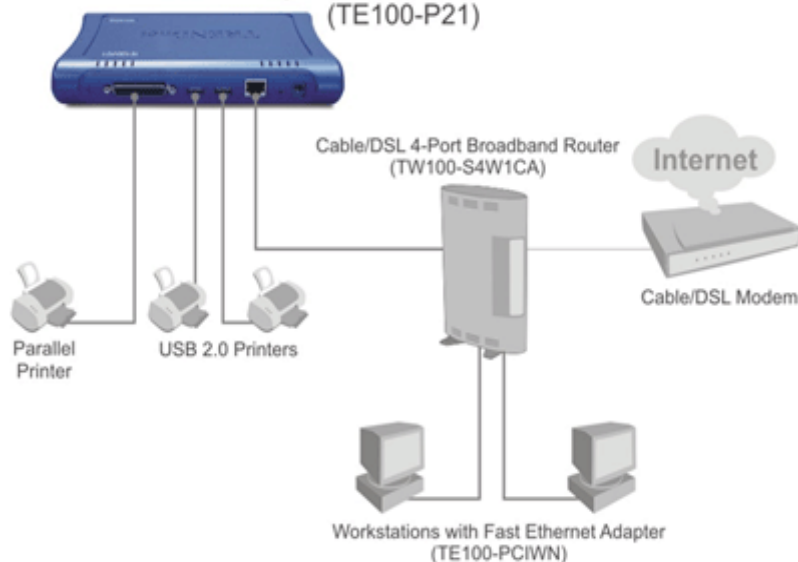 (TE100-P21)
TRENDnet
Cable/DSL 4-Port Broadband Router
(TW100-S4W1CA)
Internet
Cable/DSL Modem
Parallel
Printer
USB 2.0 Printers
Workstations with Fast Ethernet Adapter
(TE100-PCIWN)